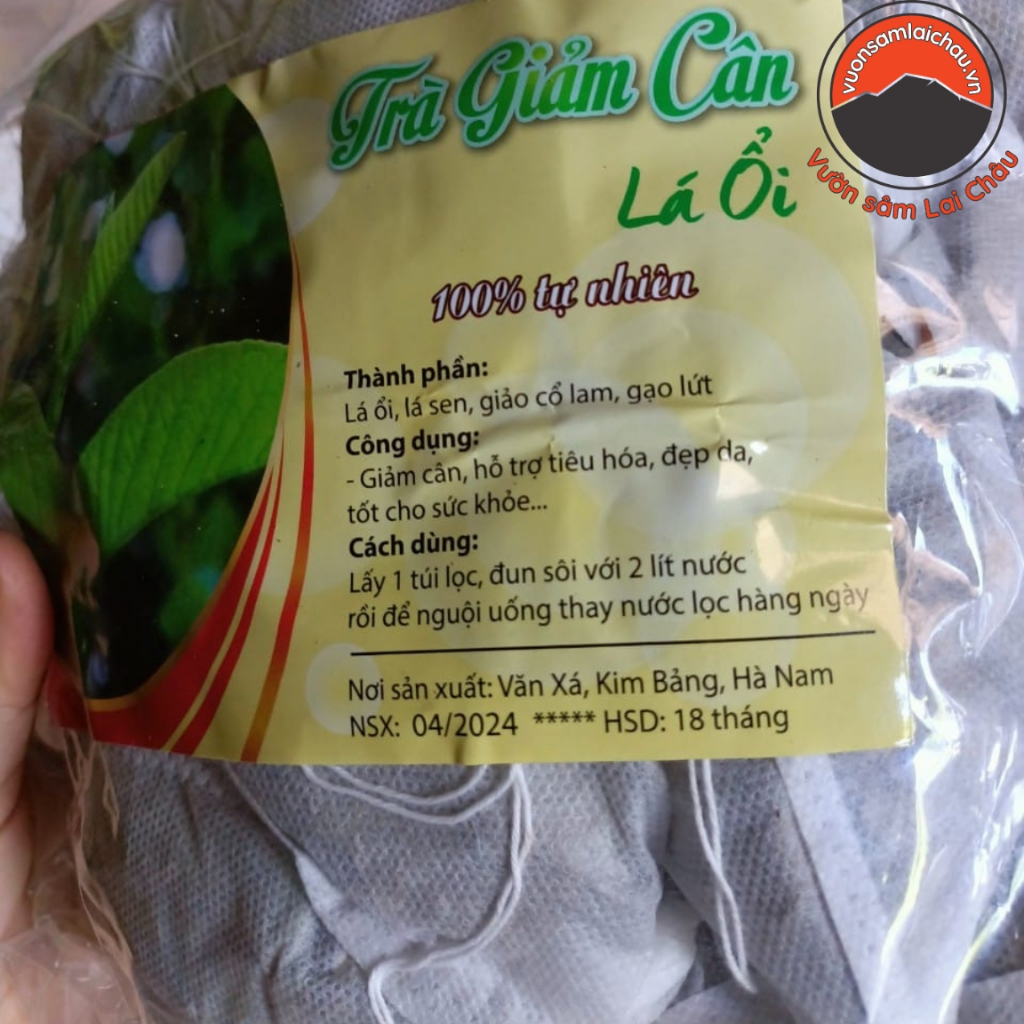 Trà Giảm Cân
Lá Ổi
100% tự nhiên
Thành phần:
Lá ổi, lá sen, giảo cổ lam, gạo lứt
Công dụng:
- Giảm cân, hỗ trợ tiêu hóa, đẹp da,
tốt cho sức khỏe...
Cách dùng:
Lấy 1 túi lọc, đun sôi với 2 lít nước
rồi để nguội uống thay nước lọc hàng ngày
Nơi sản xuất: Văn Xá, Kim Bảng, Hà Nam
NSX: 04/2024 ***** HSD: 18 tháng
vuonsamlaichau.vn
Vườn sâm Lai Châu